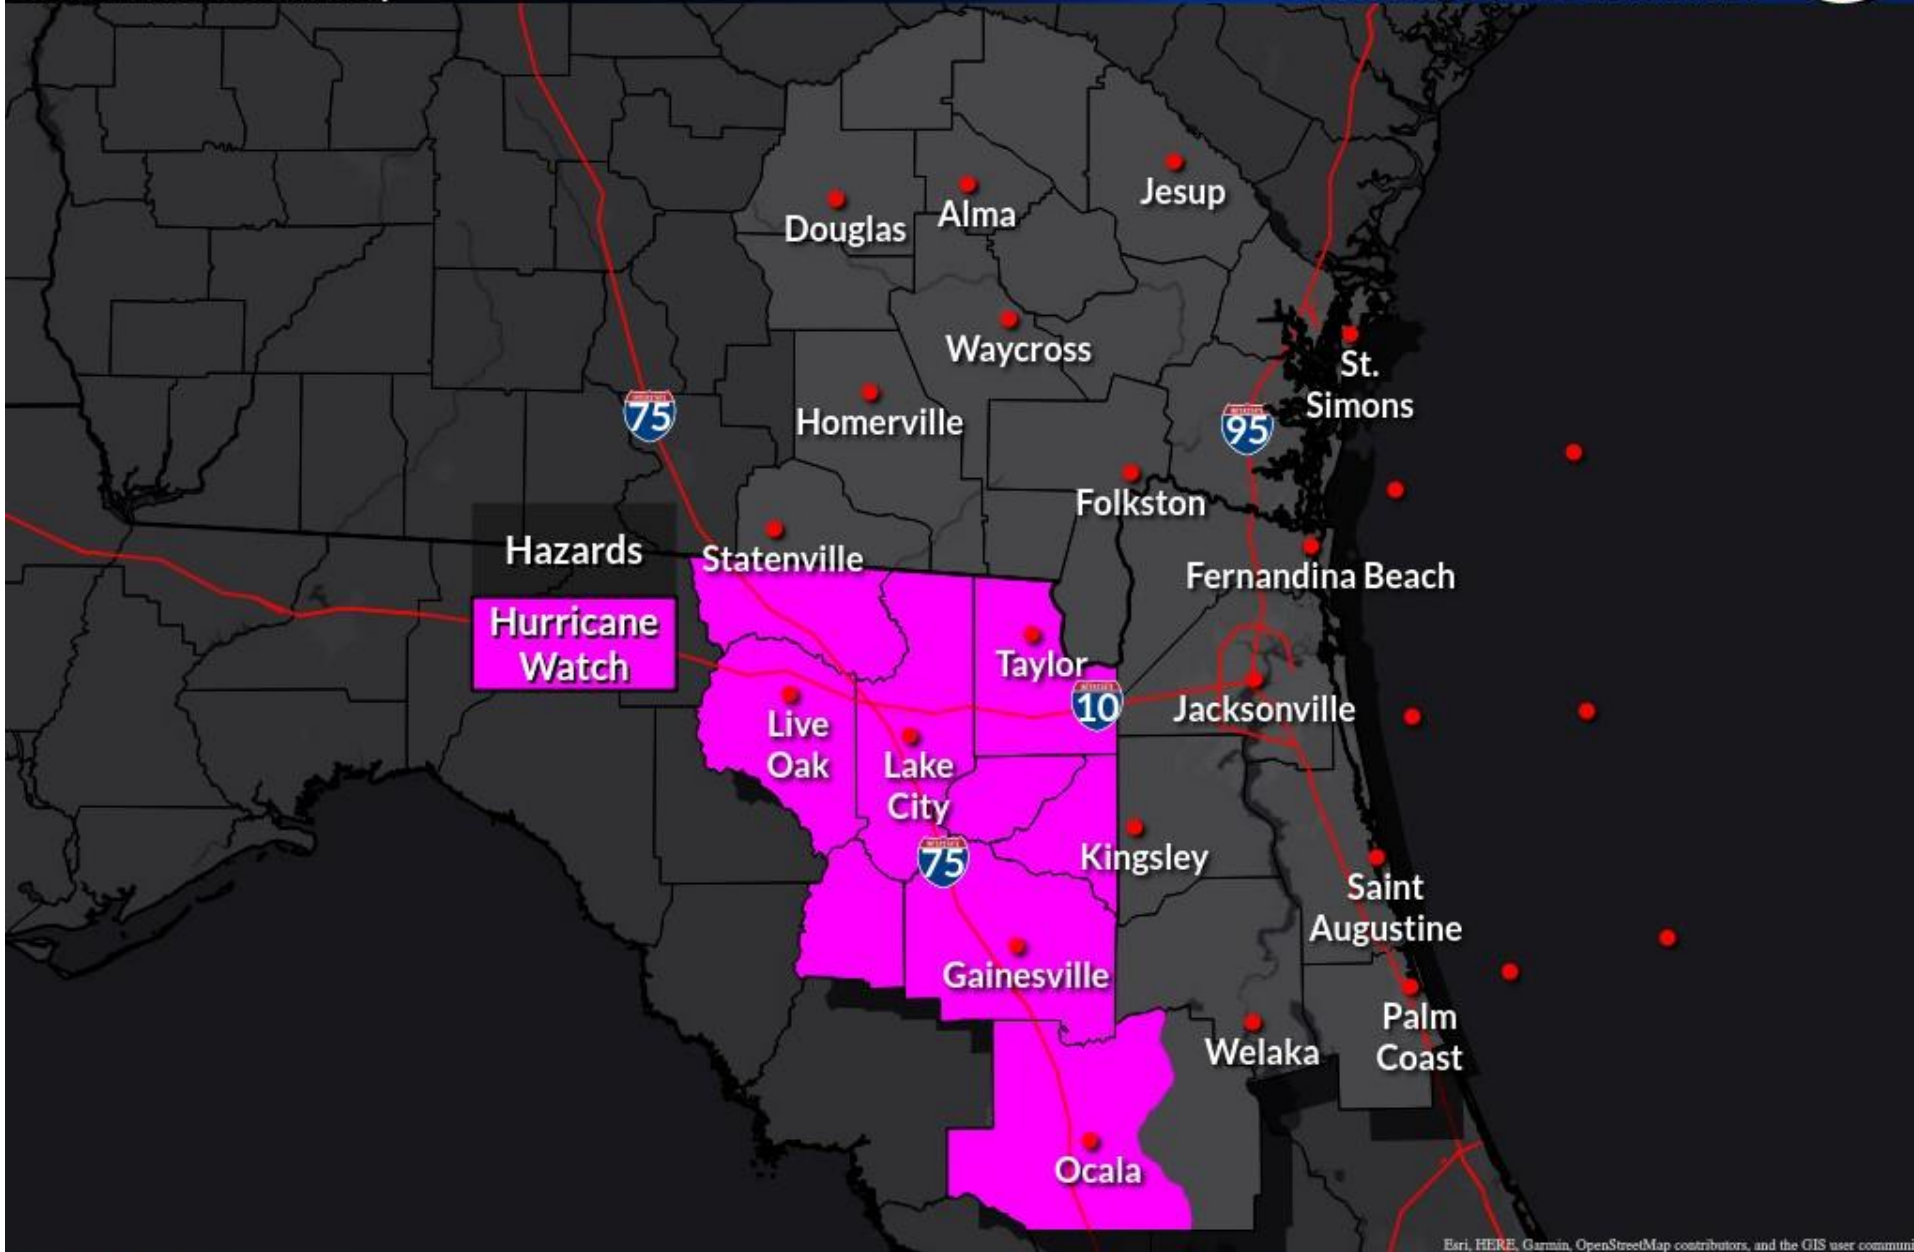 Jesup
Alma
Douglas
Waycross
St.
Simons
75
95
Homerville
Folkston
Hazards
Statenville
Fernandina Beach
Hurricane
Watch
Taylor
10
Jacksonville
Live
Oak
Lake
City
75
Kingsley
Saint
Augustine
Gainesville
Palm
Coast
Welaka
Ocala
Esri, HERE, Garmin, OpenStreetMap contributors, and the GIS user communi